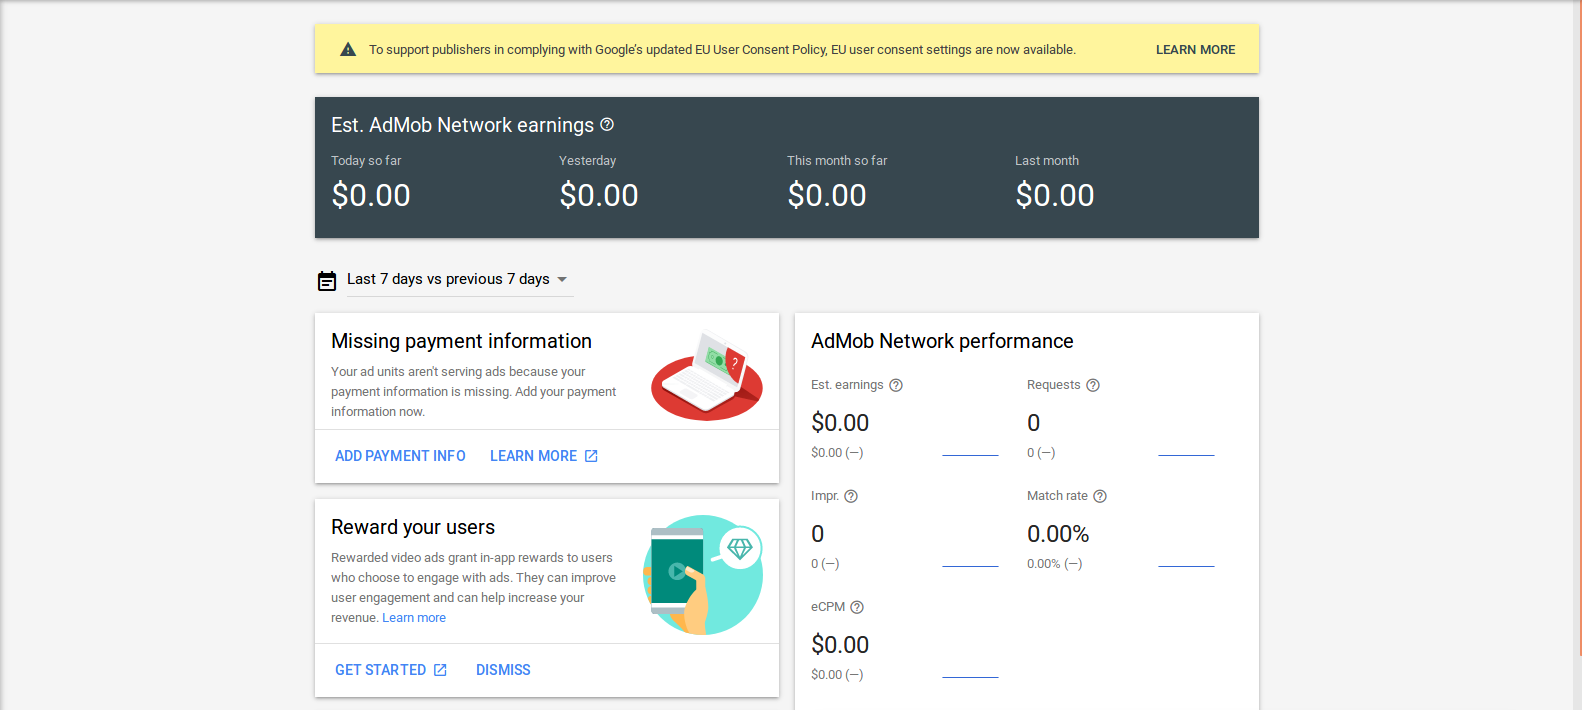 To support publishers in complying with Google's updated EU User Consent Policy, EU user consent settings are now available. LEARN MORE
Est. AdMob Network earnings
Today so far Yesterday This month so far Last month
$0.00 $0.00 $0.00 $0.00
Last 7 days vs previous 7 days
Missing payment information
Your ad units aren't serving ads because your
payment information is missing. Add your payment
information now.
ADD PAYMENT INFO LEARN MORE
Reward your users
Rewarded video ads grant in-app rewards to users
who choose to engage with ads. They can improve
user engagement and can help increase your
revenue. Learn more
GET STARTED DISMISS
AdMob Network performance
Est. earnings Requests
$0.00 0
$0.00 (—) 0 (—)
Impr. Match rate
0 0.00%
0 (—) 0.00% (—)
eCPM
$0.00
$0.00 (—)